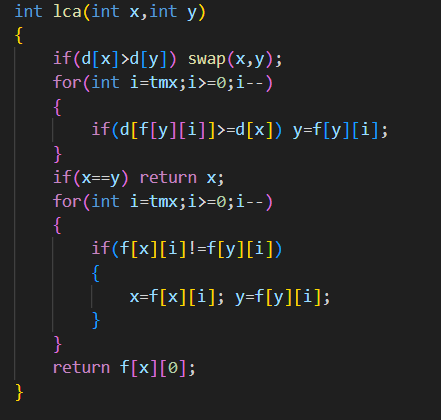 int lca(int x,int y)
{
    if(d[x]>d[y]) swap(x,y);
    for(int i=tmx;i>=0;i--)
    {
        if(d[f[y][i]]>=d[x]) y=f[y][i];
    }
    if(x==y) return x;
    for(int i=tmx;i>=0;i--)
    {
        if(f[x][i]!=f[y][i])
        {
            x=f[x][i]; y=f[y][i];
        }
    }
    return f[x][0];
}